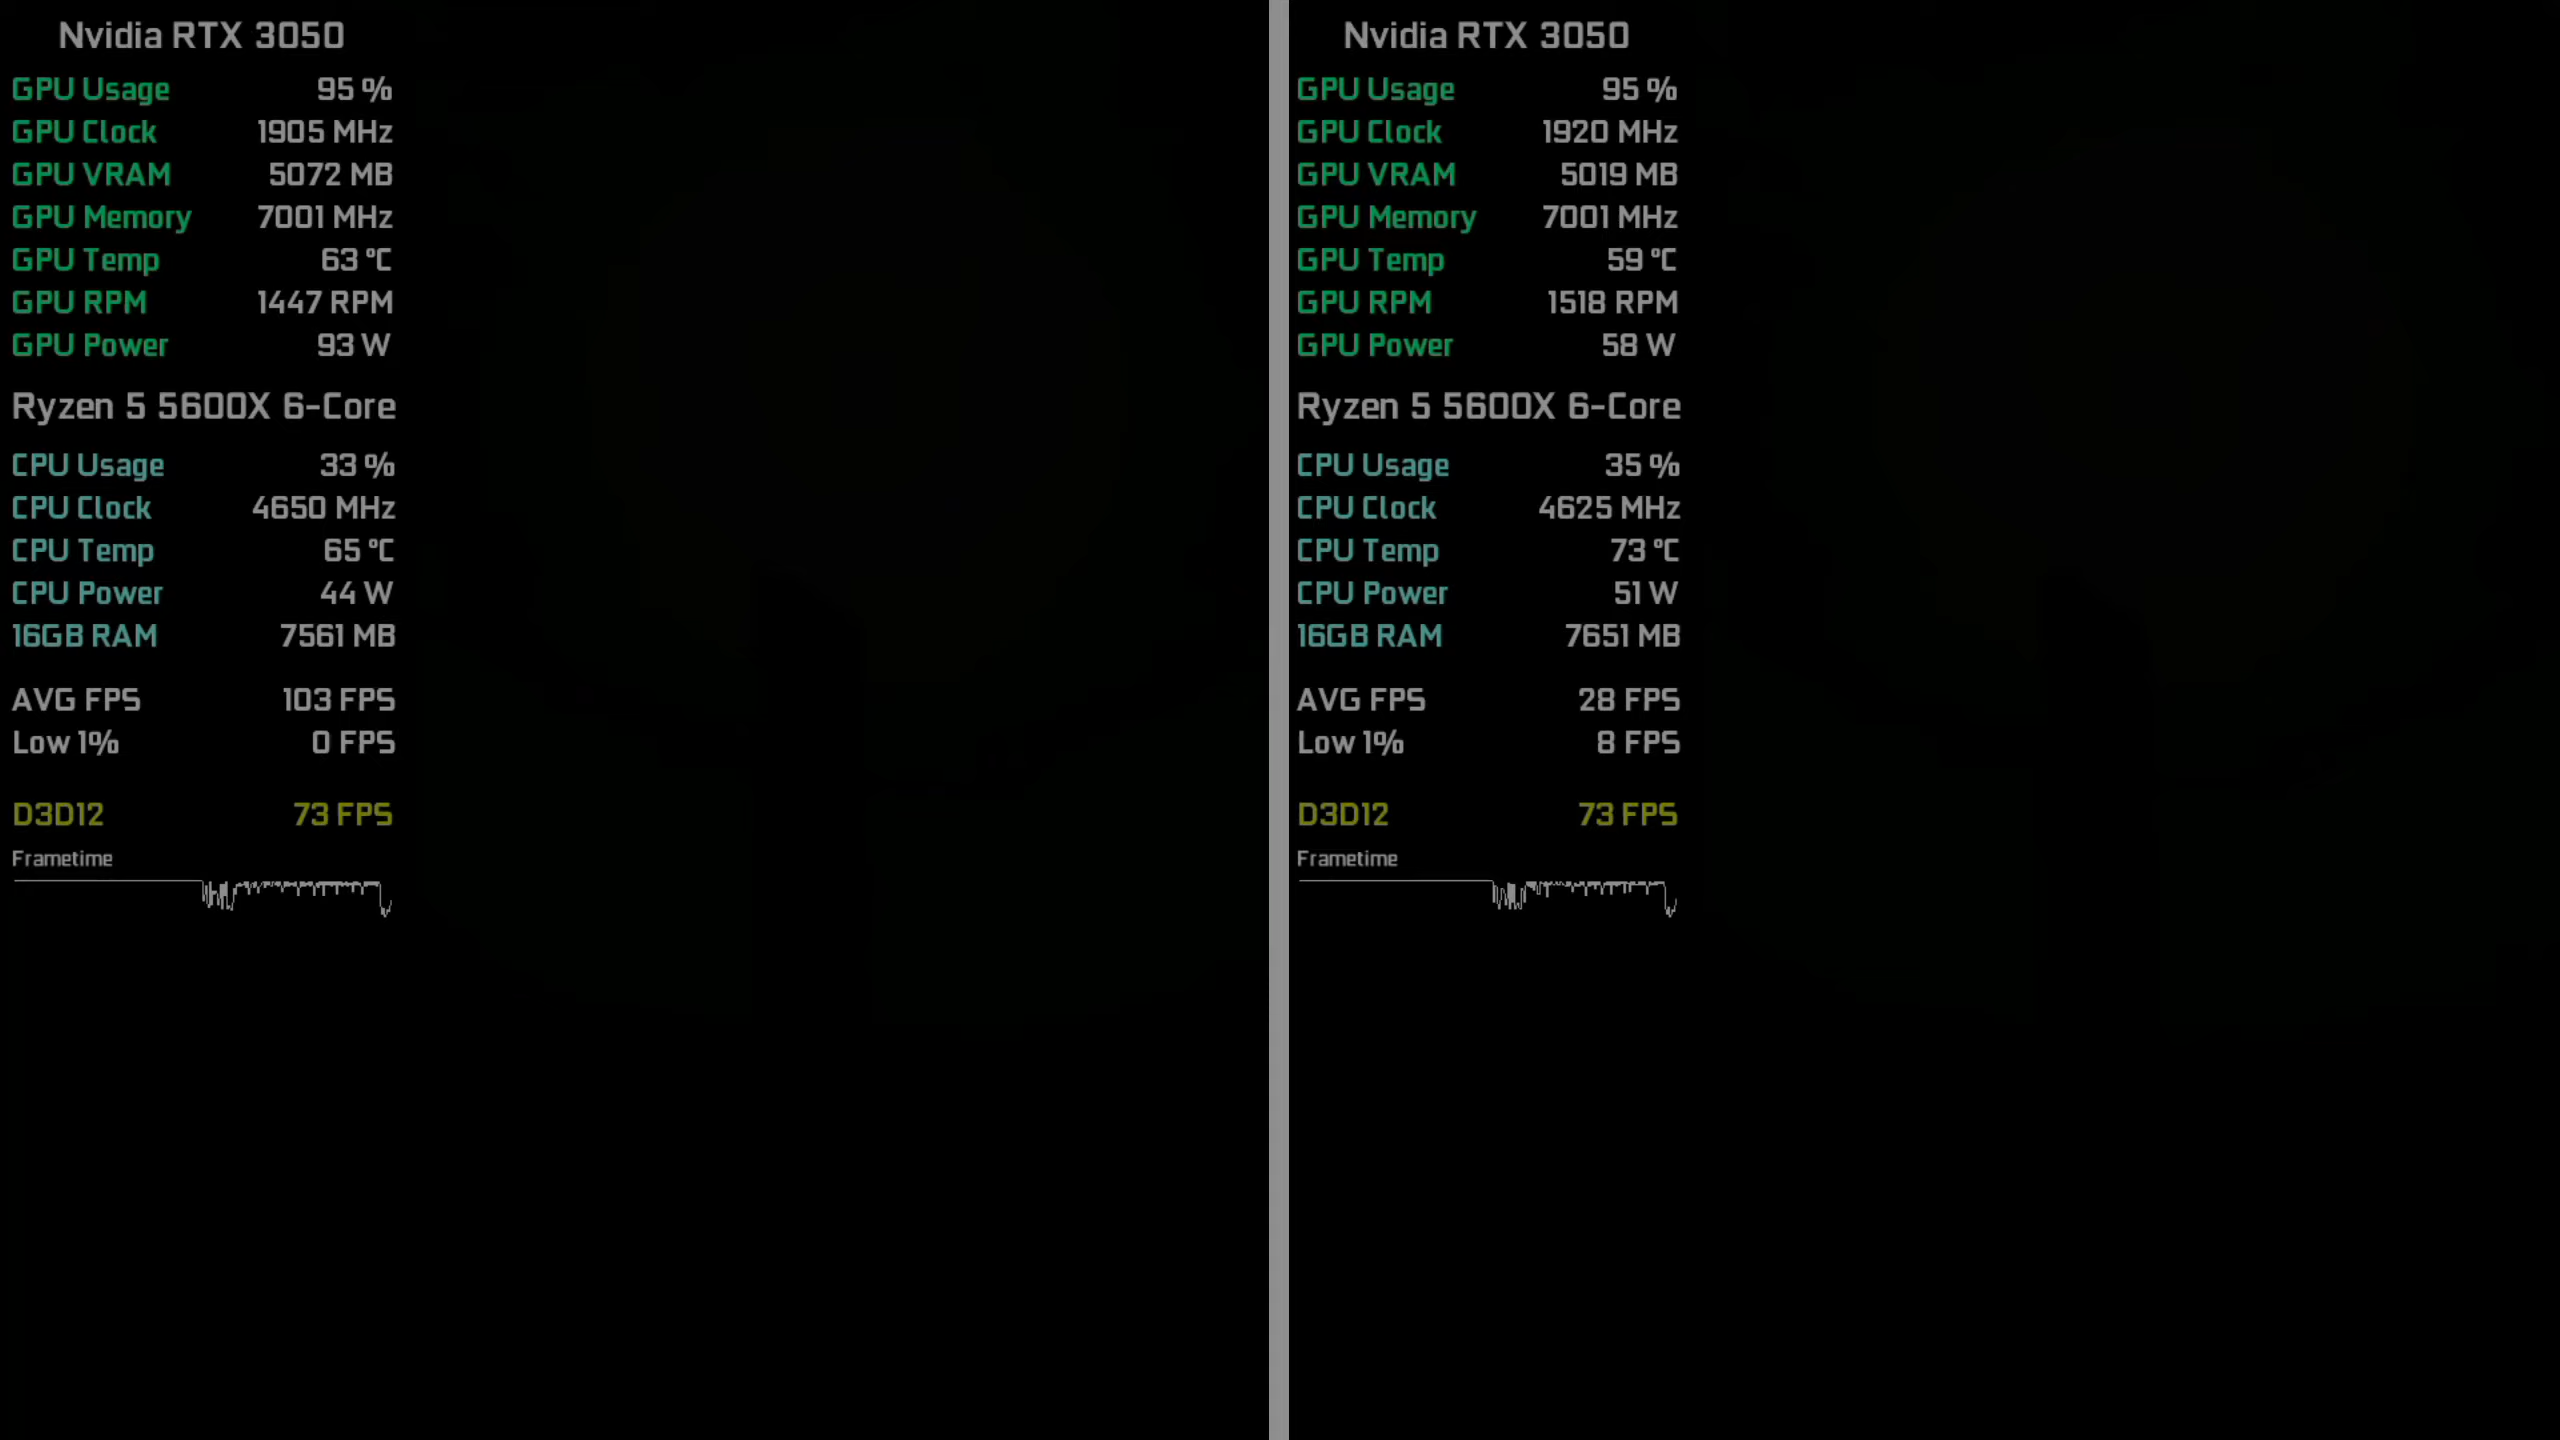 Nvidia RTX 3050
GPU Usage 95 %
GPU Clock 1905 MHz
GPU VRAM 5072 MB
GPU Memory 7001 MHz
GPU Temp 63 °C
GPU RPM 1447 RPM
GPU Power 93 W
Ryzen 5 5600X 6-Core
CPU Usage 33 %
CPU Clock 4650 MHz
CPU Temp 65 °C
CPU Power 44 W
16GB RAM 7561 MB
AVG FPS 103 FPS
Low 1% 0 FPS
D3D12 73 FPS
Frametime
Nvidia RTX 3050
GPU Usage 95 %
GPU Clock 1920 MHz
GPU VRAM 5019 MB
GPU Memory 7001 MHz
GPU Temp 59 °C
GPU RPM 1518 RPM
GPU Power 58 W
Ryzen 5 5600X 6-Core
CPU Usage 35 %
CPU Clock 4625 MHz
CPU Temp 73 °C
CPU Power 51 W
16GB RAM 7651 MB
AVG FPS 28 FPS
Low 1% 8 FPS
D3D12 73 FPS
Frametime